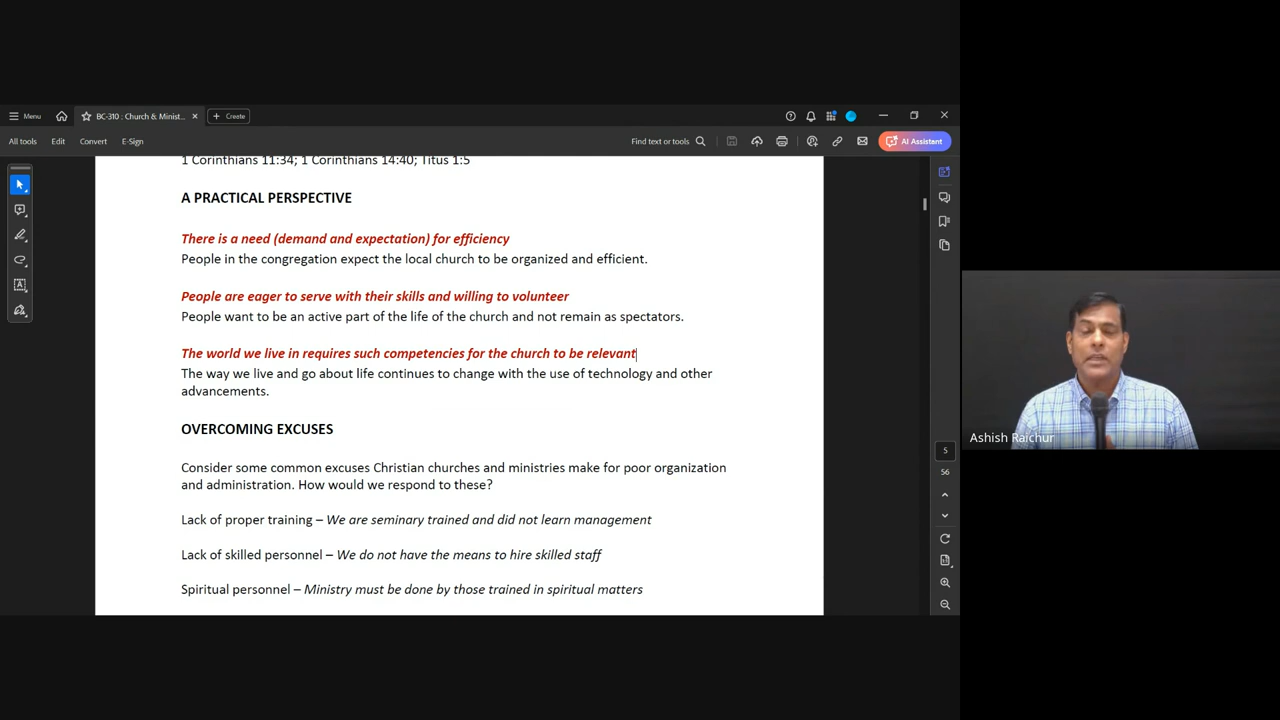 Menu
BC-310 : Church & Minist...
Create
All tools
Edit
Convert
E-Sign
Find text or tools
AI Assistant
1 Corinthians 11:34; 1 Corinthians 14:40; Titus 1:5
A PRACTICAL PERSPECTIVE
There is a need (demand and expectation) for efficiency
People in the congregation expect the local church to be organized and efficient.
People are eager to serve with their skills and willing to volunteer
People want to be an active part of the life of the church and not remain as spectators.
The world we live in requires such competencies for the church to be relevant
The way we live and go about life continues to change with the use of technology and other
advancements.
OVERCOMING EXCUSES
Consider some common excuses Christian churches and ministries make for poor organization
and administration. How would we respond to these?
Lack of proper training – We are seminary trained and did not learn management
Lack of skilled personnel – We do not have the means to hire skilled staff
Spiritual personnel – Ministry must be done by those trained in spiritual matters
5
56
Ashish Raichur